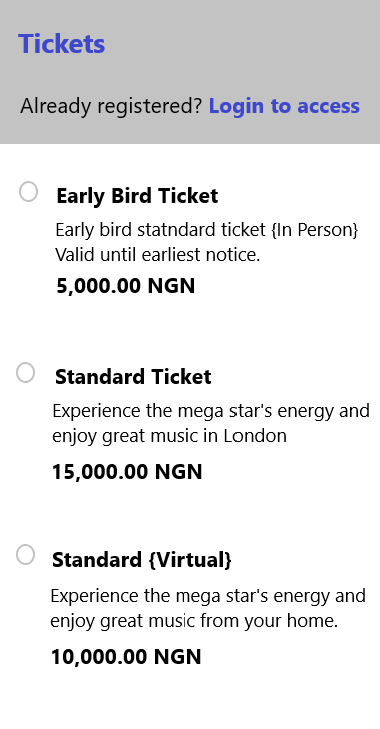 Tickets
Already registered? Login to access
Early Bird Ticket
Early bird statndard ticket {In Person}
Valid until earliest notice.
5,000.00 NGN
Standard Ticket
Experience the mega star's energy and
enjoy great music in London
15,000.00 NGN
Standard {Virtual}
Experience the mega star's energy and
enjoy great music from your home.
10,000.00 NGN